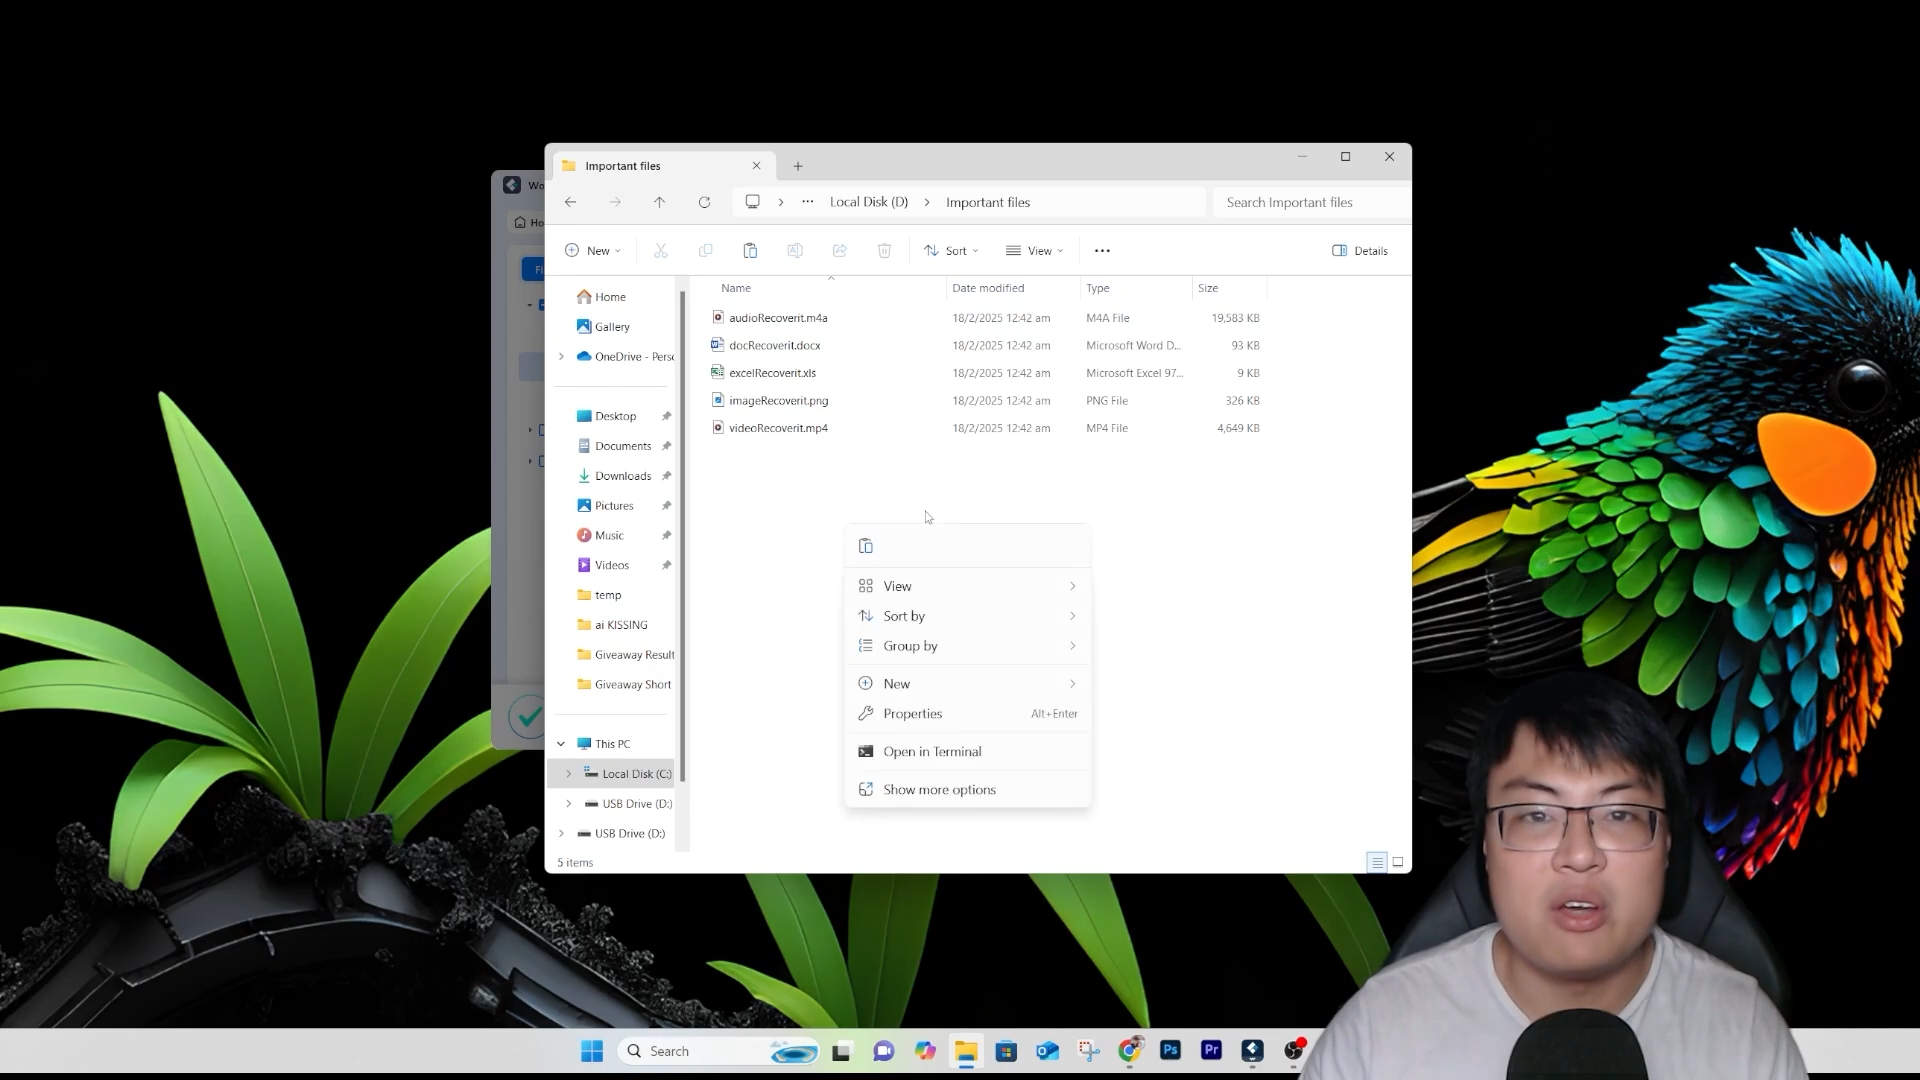 Important files
Wo
Ho
Local Disk (D)
Important files
Search Important files
New
Sort
View
Details
Fi
Name
Date modified
Type
Size
Home
Gallery
OneDrive - Perso
Desktop
Documents
Downloads
Pictures
Music
Videos
temp
ai KISSING
Giveaway Result
Giveaway Short
This PC
Local Disk (C:)
USB Drive (D:)
USB Drive (D:)
audioRecoverit.m4a 18/2/2025 12:42 am M4A File 19,583 KB
docRecoverit.docx 18/2/2025 12:42 am Microsoft Word D... 93 KB
excelRecoverit.xls 18/2/2025 12:42 am Microsoft Excel 97... 9 KB
imageRecoverit.png 18/2/2025 12:42 am PNG File 326 KB
videoRecoverit.mp4 18/2/2025 12:42 am MP4 File 4,649 KB
View
Sort by
Group by
New
Properties Alt+Enter
Open in Terminal
Show more options
5 items
Search
Ps
Pr